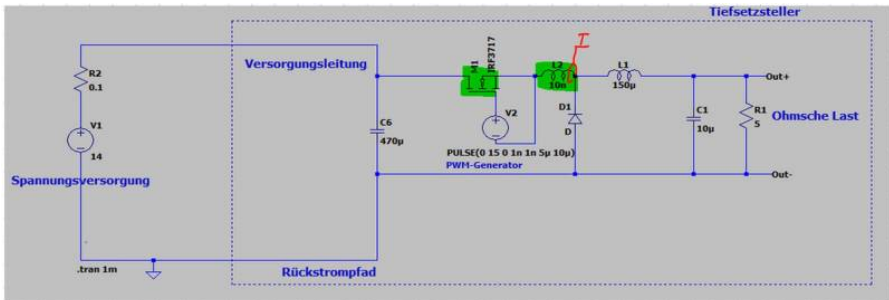 Tiefsetzsteller
I
Versorgungsleitung
M1
IRF3717
L2
10n
L1
150µ
Out+
R2
0.1
V1
14
C6
470µ
V2
D1
D
C1
10µ
R1
5
Ohmsche Last
PULSE(0 15 0 1n 1n 5µ 10µ)
PWM-Generator
Spannungsversorgung
Out-
.tran 1m
Rückstrompfad